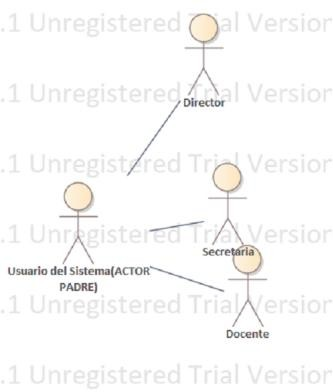 .1 Unregistered Trial Version
Director
.1 Unregistered Trial Version
.1 Unregistered Trial Version
.1 Unregistered Trial Version
Secretaria
Usuario del Sistema(ACTOR
PADRE)
.1 Unregistered Trial Version
Docente
.1 Unregistered Trial Version